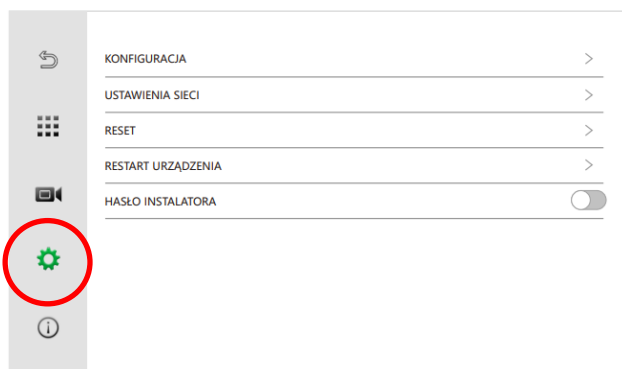 KONFIGURACJA
USTAWIENIA SIECI
RESET
RESTART URZĄDZENIA
HASŁO INSTALATORA